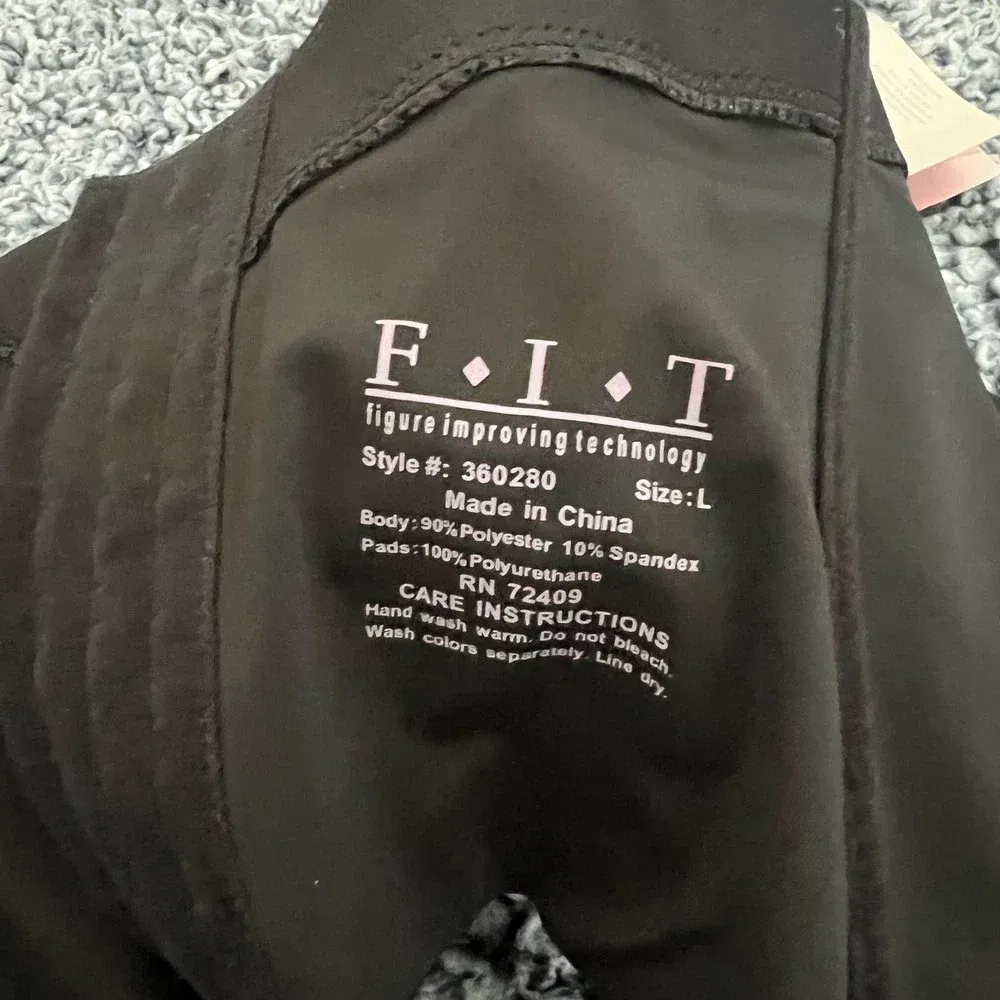 F ♦ I ♦ T
figure improving technology
Style #: 360280 Size: L
Made in China
Body: 90% Polyester 10% Spandex
Pads: 100% Polyurethane
RN 72409
CARE INSTRUCTIONS
Hand wash warm. Do not bleach.
Wash colors separately. Line dry.